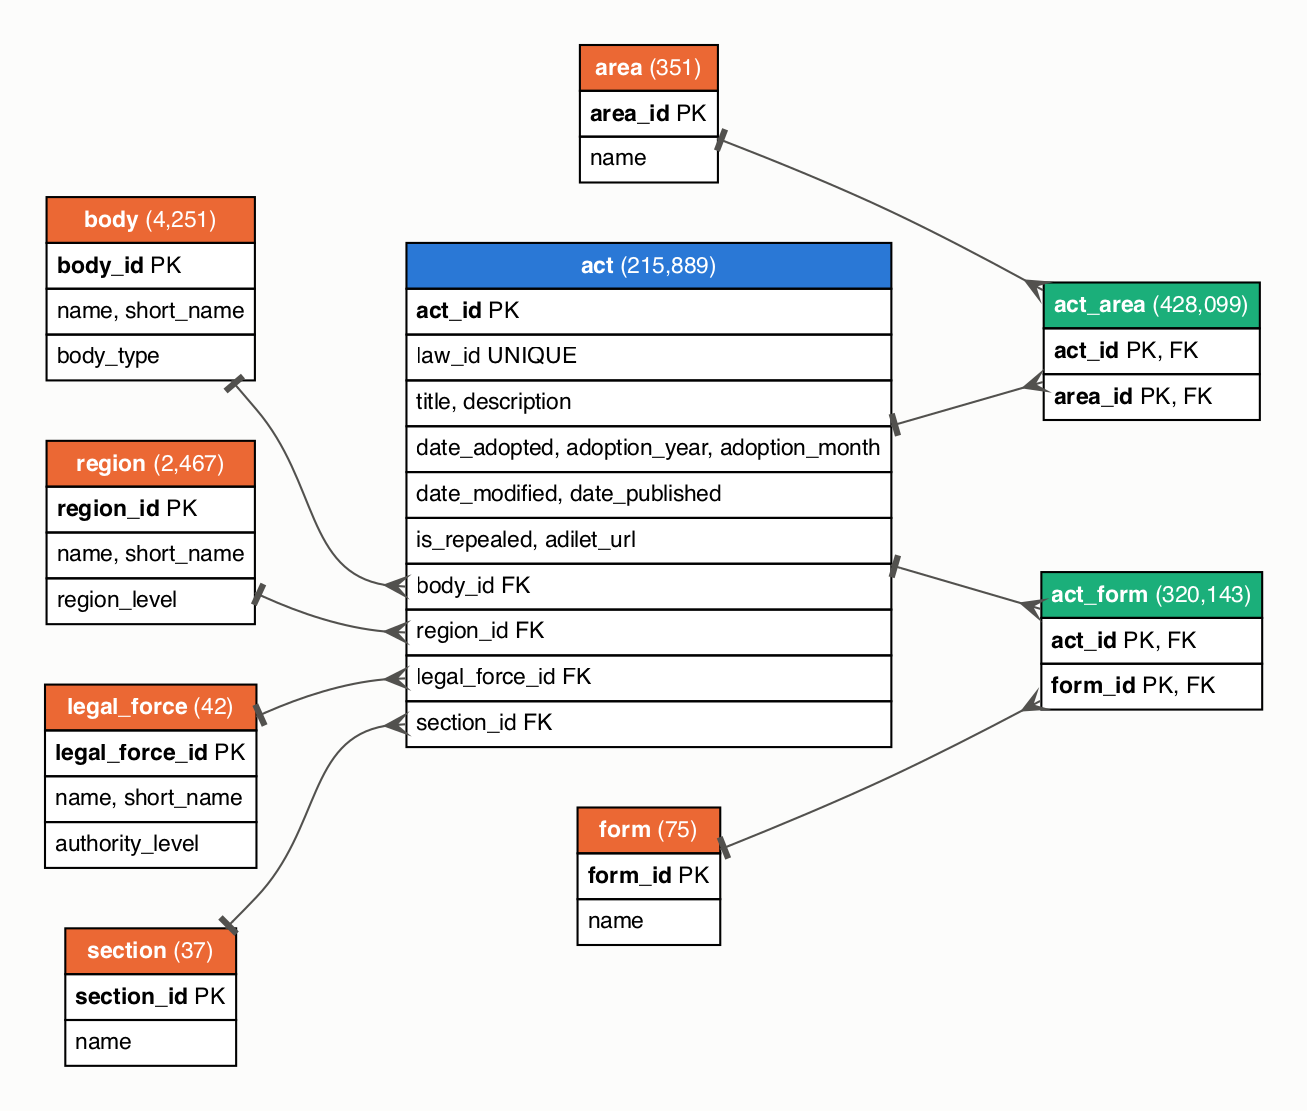 area (351)
area_id PK
name
body (4,251)
body_id PK
name, short_name
body_type
region (2,467)
region_id PK
name, short_name
region_level
legal_force (42)
legal_force_id PK
name, short_name
authority_level
section (37)
section_id PK
name
act (215,889)
act_id PK
law_id UNIQUE
title, description
date_adopted, adoption_year, adoption_month
date_modified, date_published
is_repealed, adilet_url
body_id FK
region_id FK
legal_force_id FK
section_id FK
form (75)
form_id PK
name
act_area (428,099)
act_id PK, FK
area_id PK, FK
act_form (320,143)
act_id PK, FK
form_id PK, FK